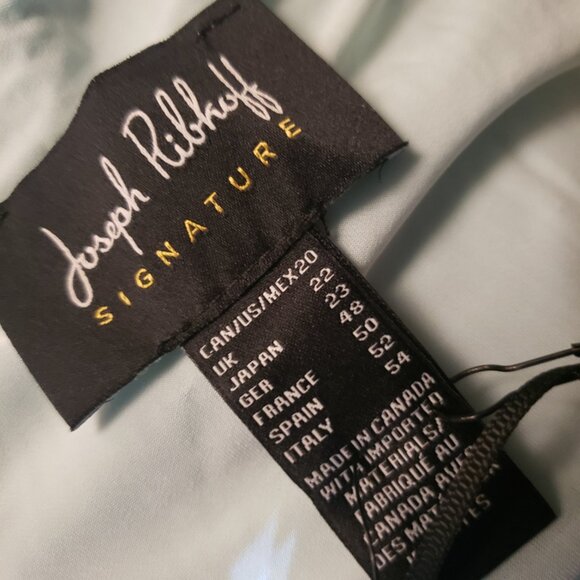 Joseph Ribkoff
SIGNATURE
CAN/US/MEX 20
UK 22
JAPAN 23
GER 48
FRANCE 50
SPAIN 52
ITALY 54
MADE IN CANADA
WITH IMPORTED
MATERIALS/
FABRIQUÉ AU
CANADA AVEC
DES